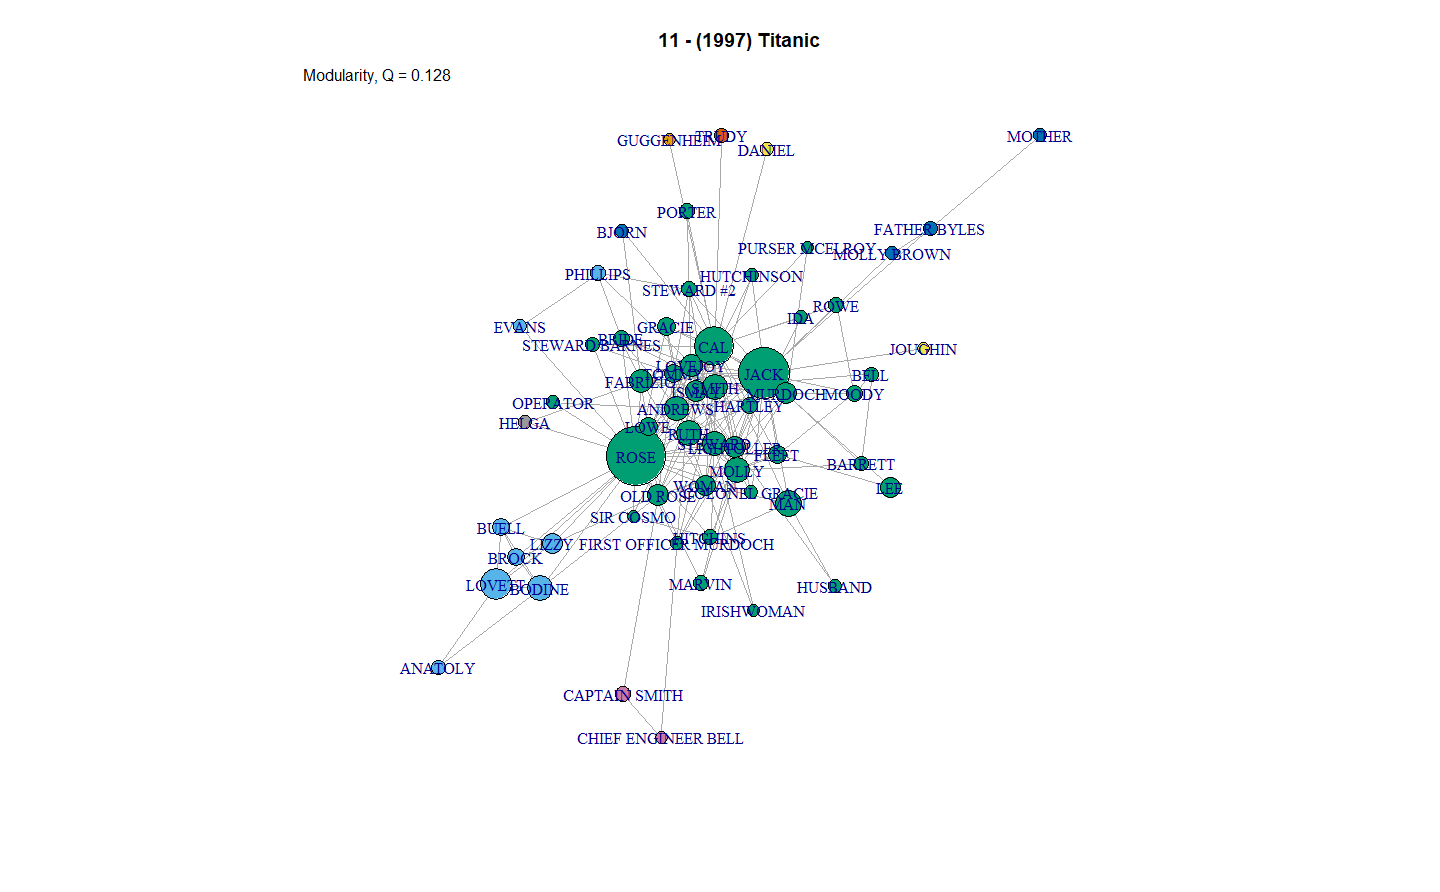 11 - (1997) Titanic
Modularity, Q = 0.128
GUGGENHEIM
TRUDY
DANIEL
MOTHER
PORTER
BJORN
FATHER BYLES
PURSER MCELROY
MOLLY BROWN
PHILLIPS
HUTCHINSON
STEWARD #2
ROWE
IDA
EVANS
GRACIE
BRIDE
STEWARD BARNES
CAL
JOUGHIN
LOVEJOY
TOMMY
JACK
BELL
FABRIZIO
ISMAY
SMITH
MURDOCH
MOODY
OPERATOR
ANDREWS
HARTLEY
HELGA
LOWE
RUTH
STEWARD
LIGHTOLLER
FLEET
ROSE
MOLLY
BARRETT
WOMAN
LEE
OLD ROSE
COLONEL GRACIE
MAN
SIR COSMO
BUELL
HITCHINS
LIZZY
FIRST OFFICER MURDOCH
BROCK
LOVETT
BODINE
MARVIN
HUSBAND
IRISHWOMAN
ANATOLY
CAPTAIN SMITH
CHIEF ENGINEER BELL